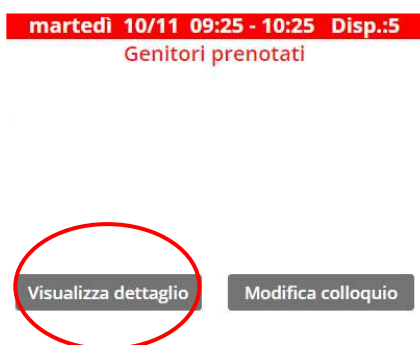 martedì 10/11 09:25 - 10:25 Disp.:5
Genitori prenotati
Visualizza dettaglio Modifica colloquio